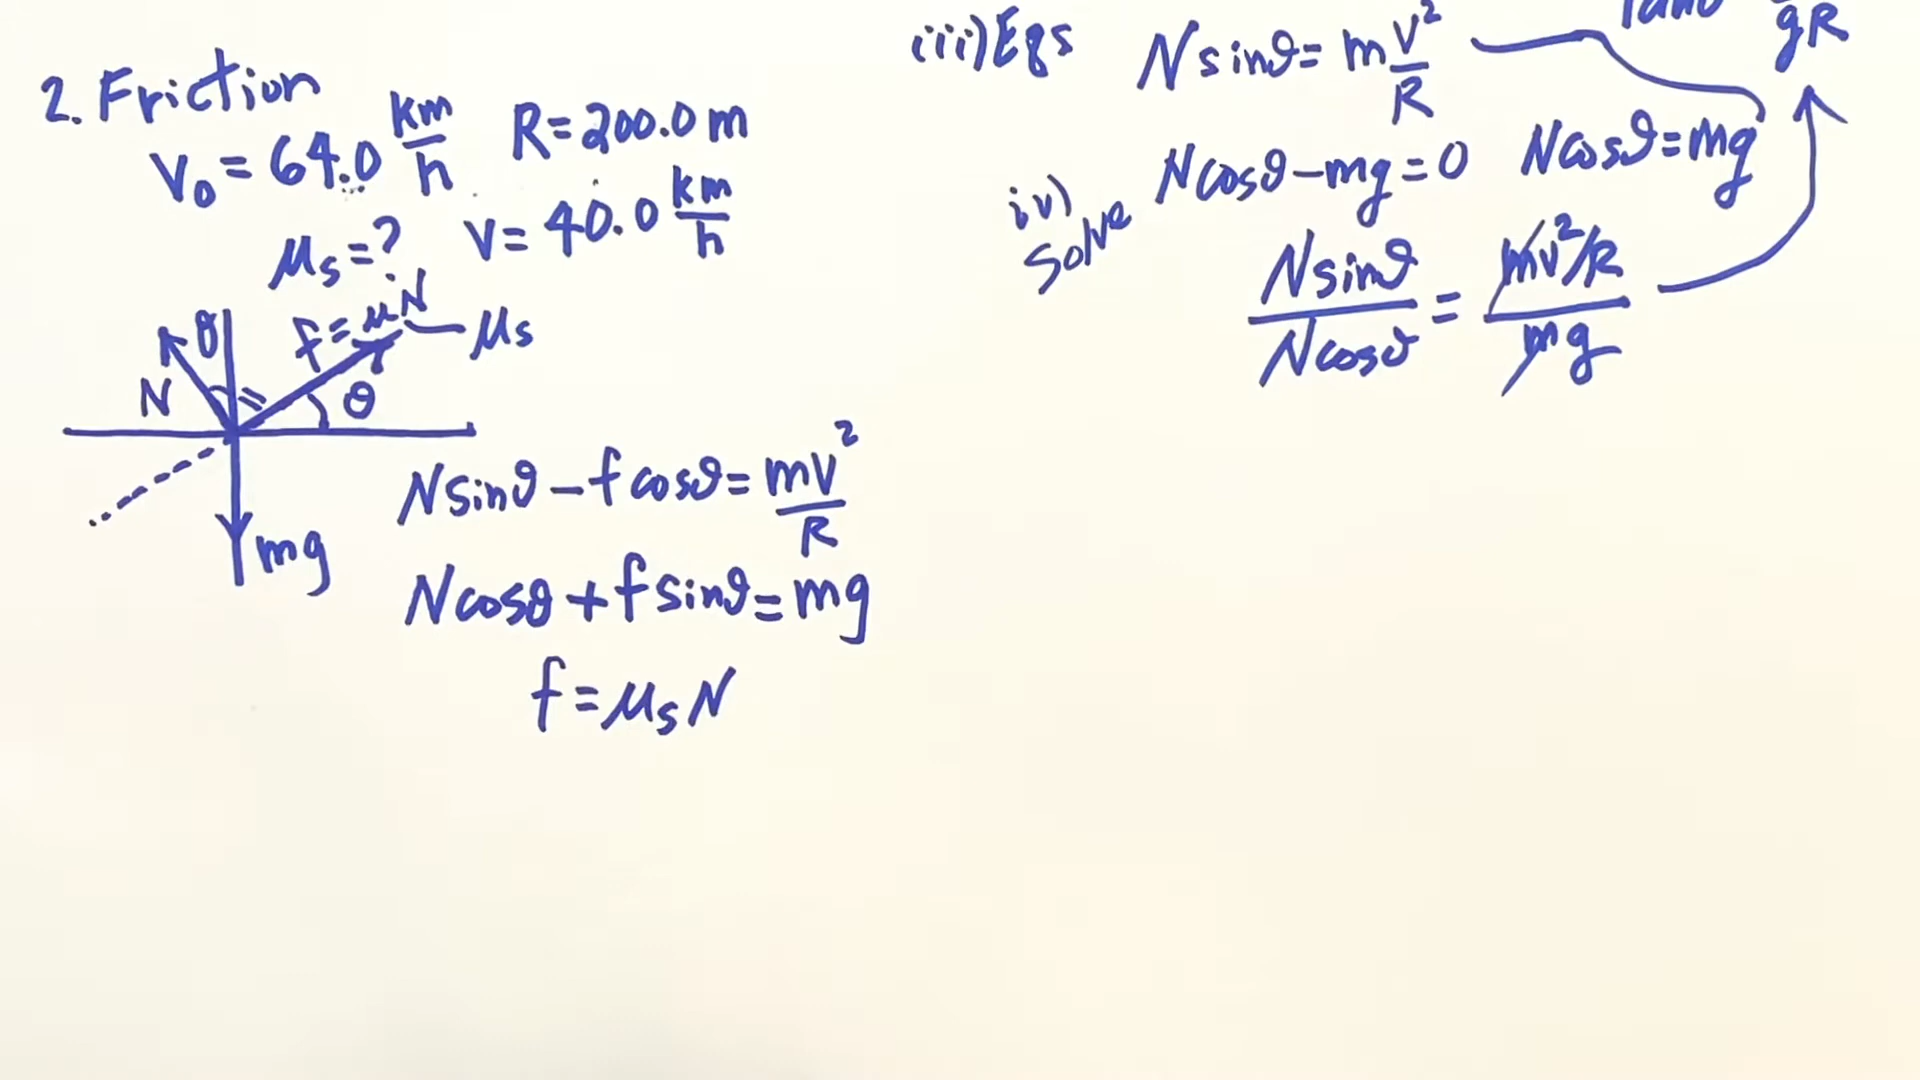 2. Friction
V₀ = 64.0 km/h R = 200.0 m
μs = ? V = 40.0 km/h
θ f = μN μs
N θ
mg
N sinθ − f cosθ = mv²/R
N cosθ + f sinθ = mg
f = μs N
gR
iii) Eqs N sinθ = m V²/R
N cosθ − mg = 0 N cosθ = mg
iv) Solve
N sinθ / N cosθ = mv²/R / mg